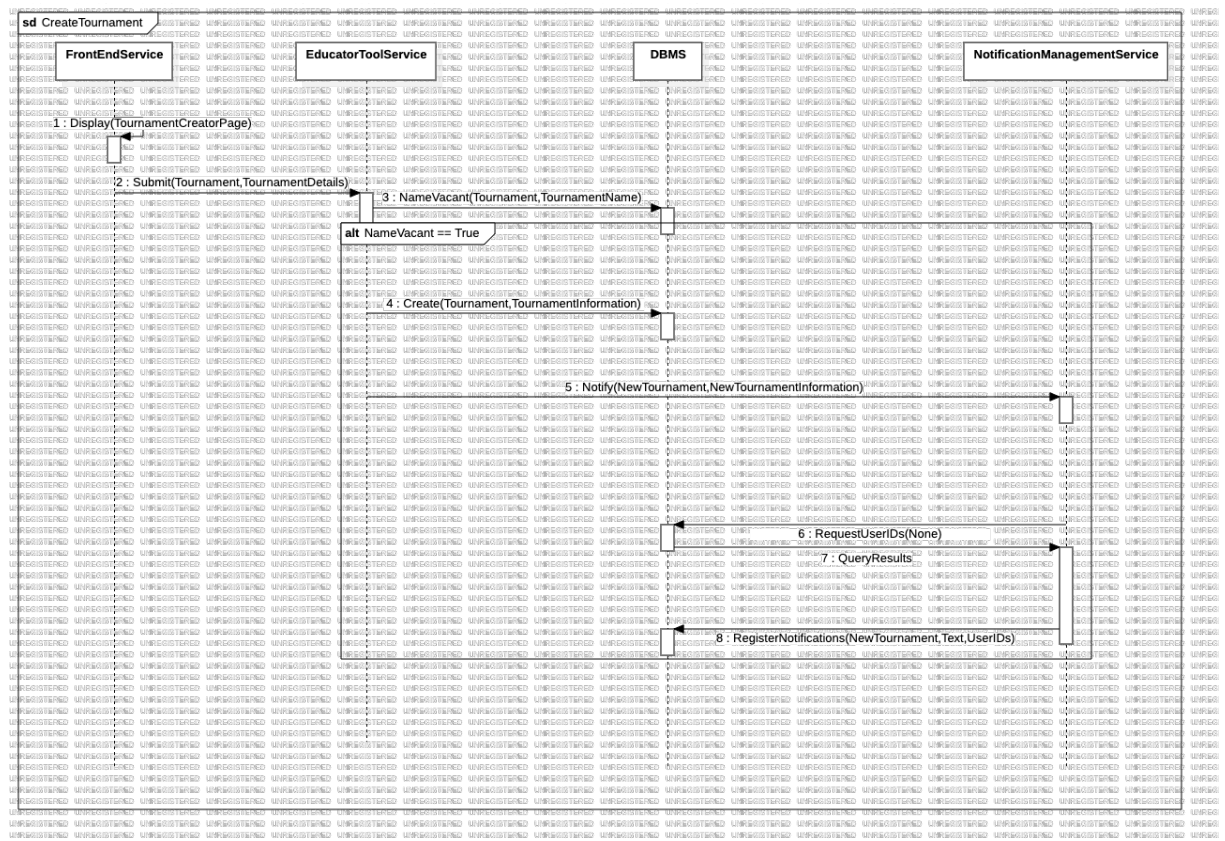 sd CreateTournament
FrontEndService
EducatorToolService
DBMS
NotificationManagementService
1 : Display(TournamentCreatorPage)
2 : Submit(Tournament,TournamentDetails)
3 : NameVacant(Tournament,TournamentName)
alt NameVacant == True
4 : Create(Tournament,TournamentInformation)
5 : Notify(NewTournament,NewTournamentInformation)
6 : RequestUserIDs(None)
7 : QueryResults
8 : RegisterNotifications(NewTournament,Text,UserIDs)
UNREGISTERED